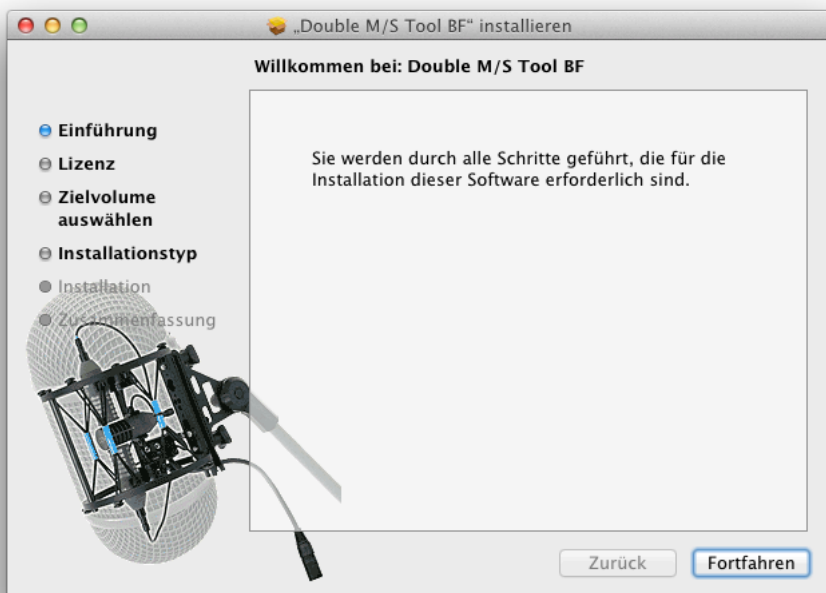 „Double M/S Tool BF“ installieren
Willkommen bei: Double M/S Tool BF
Einführung
Lizenz
Zielvolume
auswählen
Installationstyp
Installation
Zusammenfassung
Sie werden durch alle Schritte geführt, die für die
Installation dieser Software erforderlich sind.
Zurück
Fortfahren